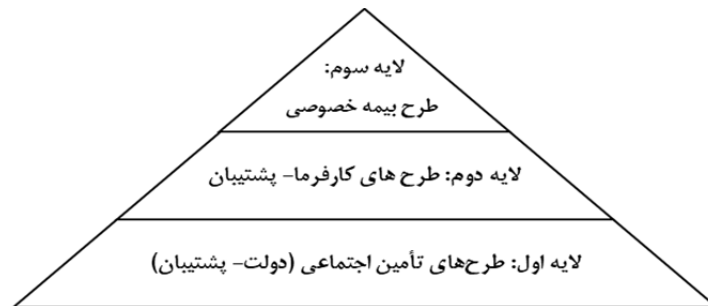 لایه سوم:
طرح بیمه خصوصی
لایه دوم: طرح های کارفرما- پشتیبان
لایه اول: طرح‌های تأمین اجتماعی (دولت- پشتیبان)